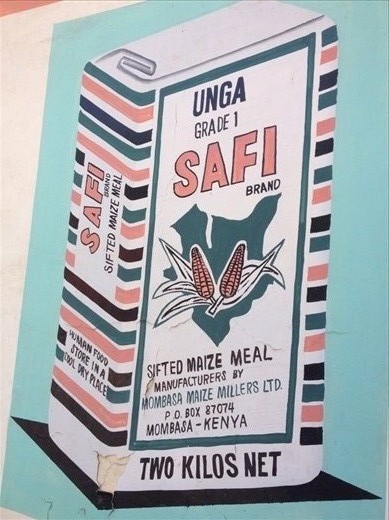 UNGA
GRADE 1
SAFI
BRAND
SIFTED MAIZE MEAL
MANUFACTURERS BY
MOMBASA MAIZE MILLERS LTD.
P.O. BOX 87074
MOMBASA - KENYA
TWO KILOS NET
SAFI
BRAND
SIFTED MAIZE MEAL
HUMAN FOOD
STORE IN A
COOL DRY PLACE